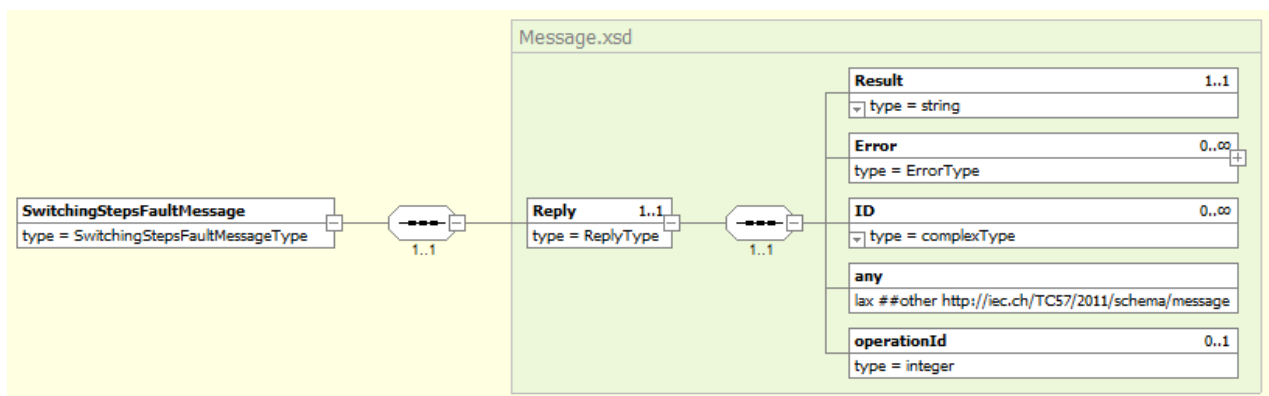 Message.xsd
Result 1..1
type = string
Error 0..∞
type = ErrorType
SwitchingStepsFaultMessage
type = SwitchingStepsFaultMessageType
1..1
Reply 1..1
type = ReplyType
1..1
ID 0..∞
type = complexType
any
lax ##other http://iec.ch/TC57/2011/schema/message
operationId 0..1
type = integer